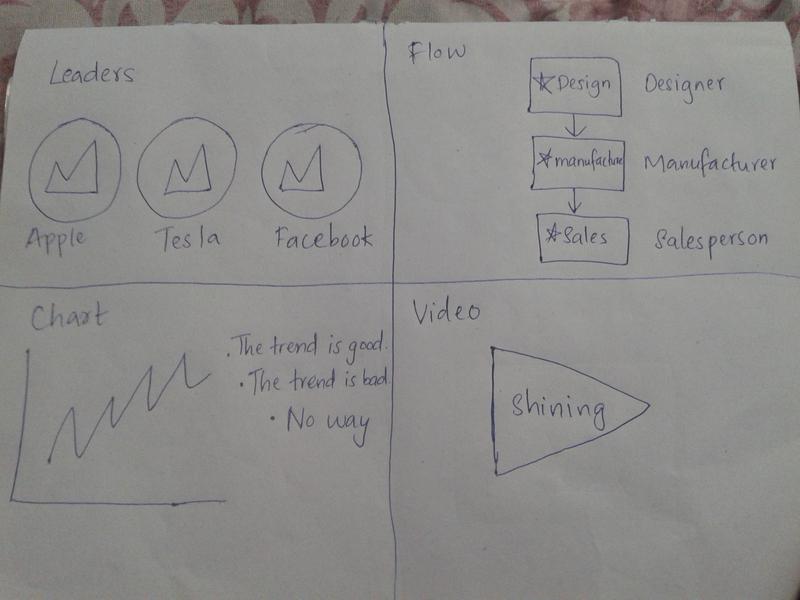 Leaders
Apple Tesla Facebook
Flow
☆Design Designer
☆manufacture Manufacturer
☆Sales Salesperson
Chart
• The trend is good.
• The trend is bad.
• No way
Video
Shining